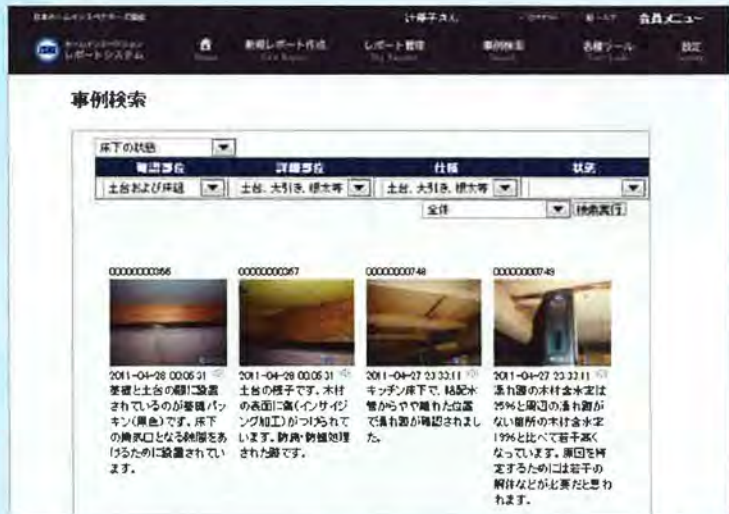 日本ホームインスペクターズ協会
会員メニュー
ホームインスペクション
レポートシステム
新規レポート作成
レポート管理
事例検索
各種ツール
設定
事例検索
床下の状態
確認部位
詳細部位
仕様
状態
土台および床組
土台、大引き、根太等
土台、大引き、根太等
全体
検索実行
00000000366
00000000367
00000000748
00000000749
2011-04-28 00:05:31
基礎と土台の間に設置
されているのが基礎パッ
キン(黒色)です。床下
の換気口となる隙間をあ
けるために設置されてい
ます。
2011-04-28 00:05:31
土台の様子です。木材
の表面に傷(インサイジ
ング加工)がつけられて
います。防腐・防蟻処理
された跡です。
2011-04-27 23:33:11
キッチン床下で、給配水
管からやや離れた位置
で濡れ跡が確認されまし
た。
2011-04-27 23:33:11
濡れ跡の木材含水率は
25%と周辺の濡れ跡が
ない箇所の木材含水率
19%と比べて若干高く
なっています。原因を特
定するためには若干の
解体などが必要だと思わ
れます。